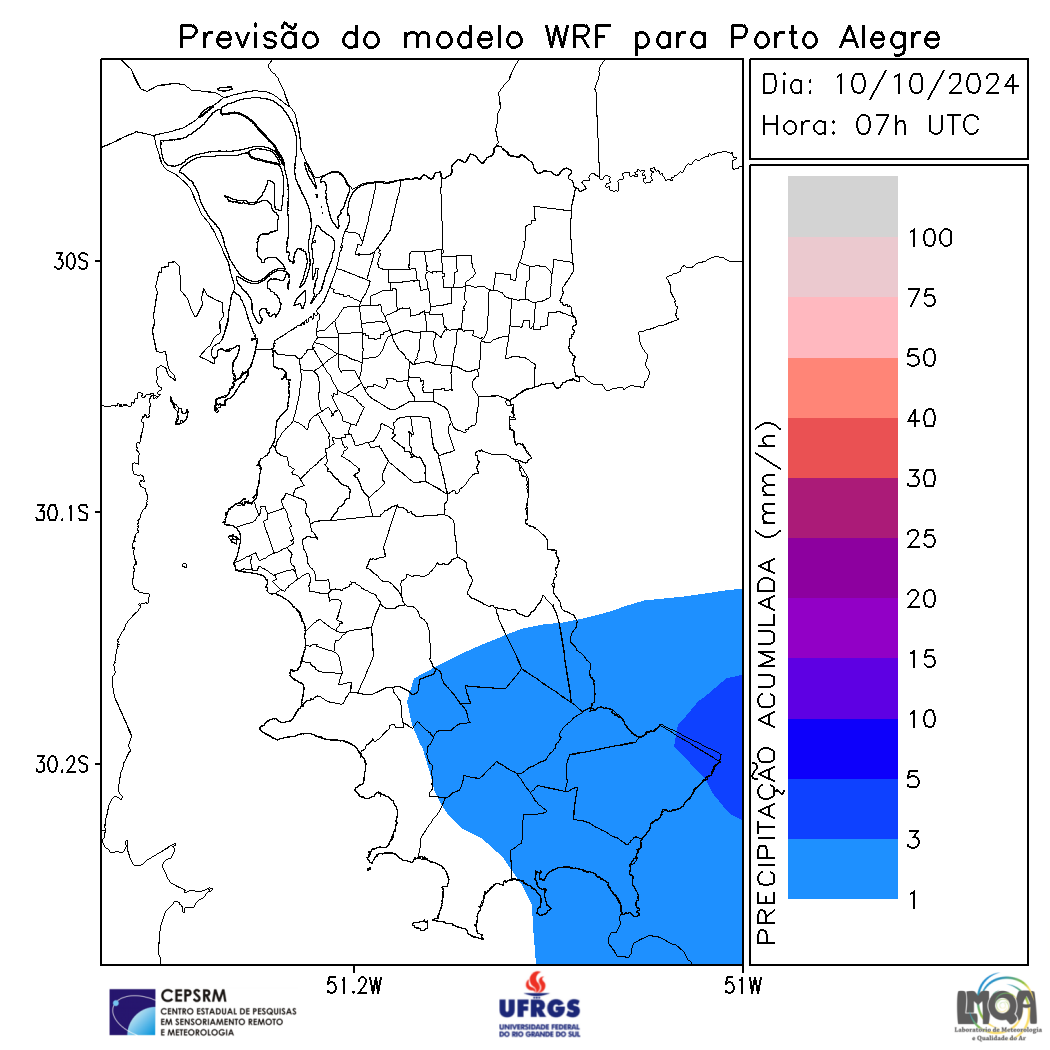 Previsão do modelo WRF para Porto Alegre
Dia: 10/10/2024
Hora: 07h UTC
30S
30.1S
30.2S
51.2W
51W
PRECIPITAÇÃO ACUMULADA (mm/h)
100
75
50
40
30
25
20
15
10
5
3
1
CEPSRM
CENTRO ESTADUAL DE PESQUISAS
EM SENSORIAMENTO REMOTO
E METEOROLOGIA
UFRGS
UNIVERSIDADE FEDERAL
DO RIO GRANDE DO SUL
LMQA
Laboratório de Meteorologia
e Qualidade do Ar